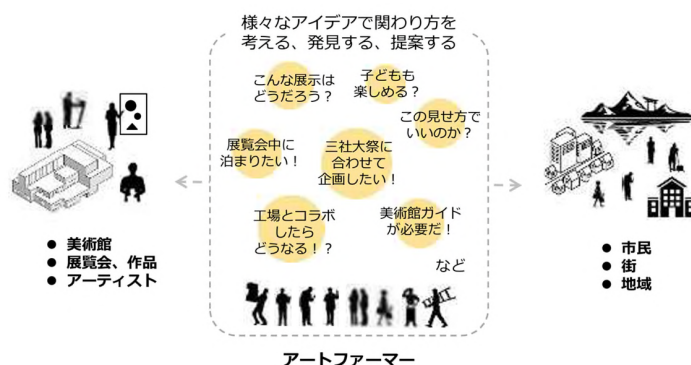 様々なアイデアで関わり方を
考える、発見する、提案する
こんな展示は
どうだろう？
子どもも
楽しめる？
この見せ方で
いいのか？
展覧会中に
泊まりたい！
三社大祭に
合わせて
企画したい！
工場とコラボ
したら
どうなる！？
美術館ガイド
が必要だ！
など
● 美術館
● 展覧会、作品
● アーティスト
● 市民
● 街
● 地域
アートファーマー